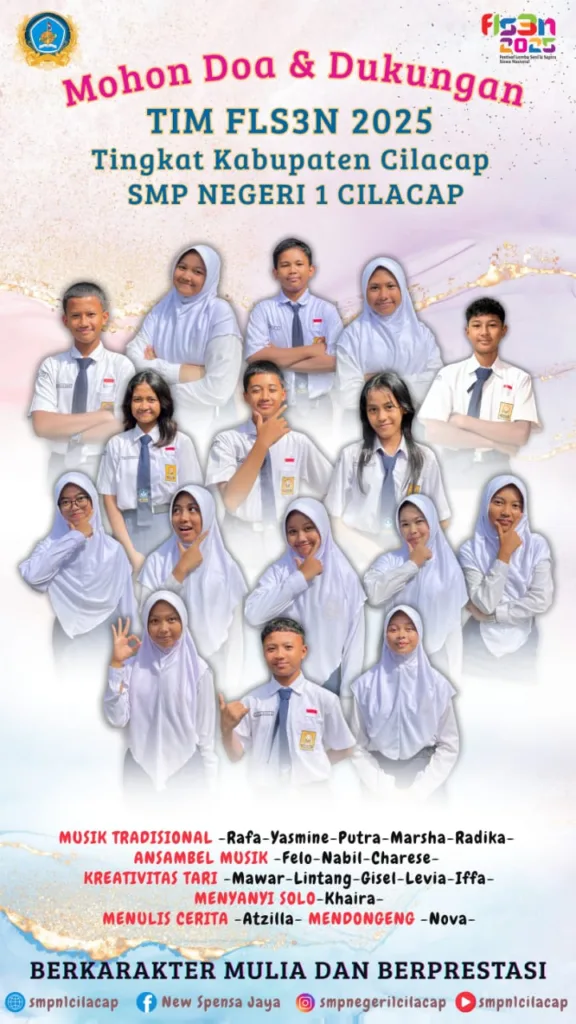 fls3n
2025
Mohon Doa & Dukungan
TIM FLS3N 2025
Tingkat Kabupaten Cilacap
SMP NEGERI 1 CILACAP
MUSIK TRADISIONAL -Rafa-Yasmine-Putra-Marsha-Radika-
ANSAMBEL MUSIK -Felo-Nabil-Charese-
KREATIVITAS TARI -Mawar-Lintang-Gisel-Levia-Iffa-
MENYANYI SOLO-Khaira-
MENULIS CERITA -Atzilla- MENDONGENG -Nova-
BERKARAKTER MULIA DAN BERPRESTASI
smpn1cilacap New Spensa Jaya smpnegeri1cilacap smpn1cilacap